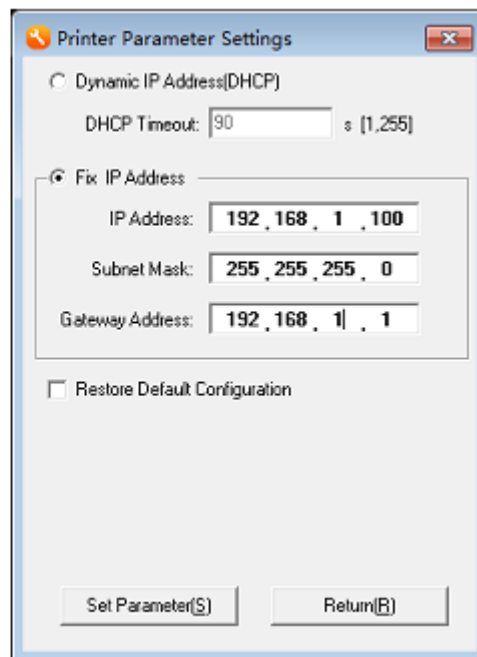 Printer Parameter Settings
Dynamic IP Address(DHCP)
DHCP Timeout: 90 s [1,255]
Fix IP Address
IP Address: 192 . 168 . 1 . 100
Subnet Mask: 255 . 255 . 255 . 0
Gateway Address: 192 . 168 . 1 . 1
Restore Default Configuration
Set Parameter(S) Return(R)